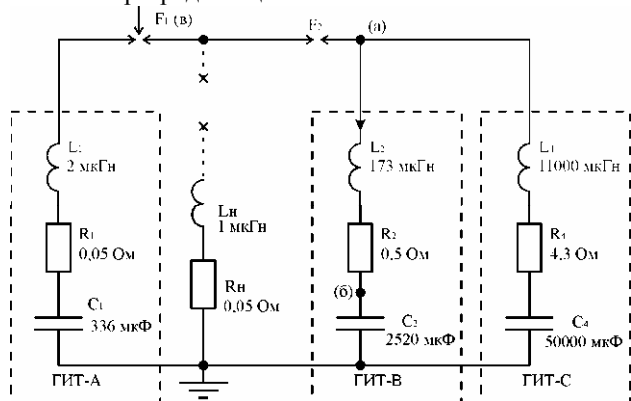 F₁ (в)
F₂
(а)
L₁
2 мкГн
R₁
0,05 Ом
C₁
336 мкФ
ГИТ-А
Lн
1 мкГн
Rн
0,05 Ом
L₂
173 мкГн
R₂
0,5 Ом
(б)
C₂
2520 мкФ
ГИТ-В
11000 мкГн
4,3 Ом
C₄
50000 мкФ
ГИТ-С